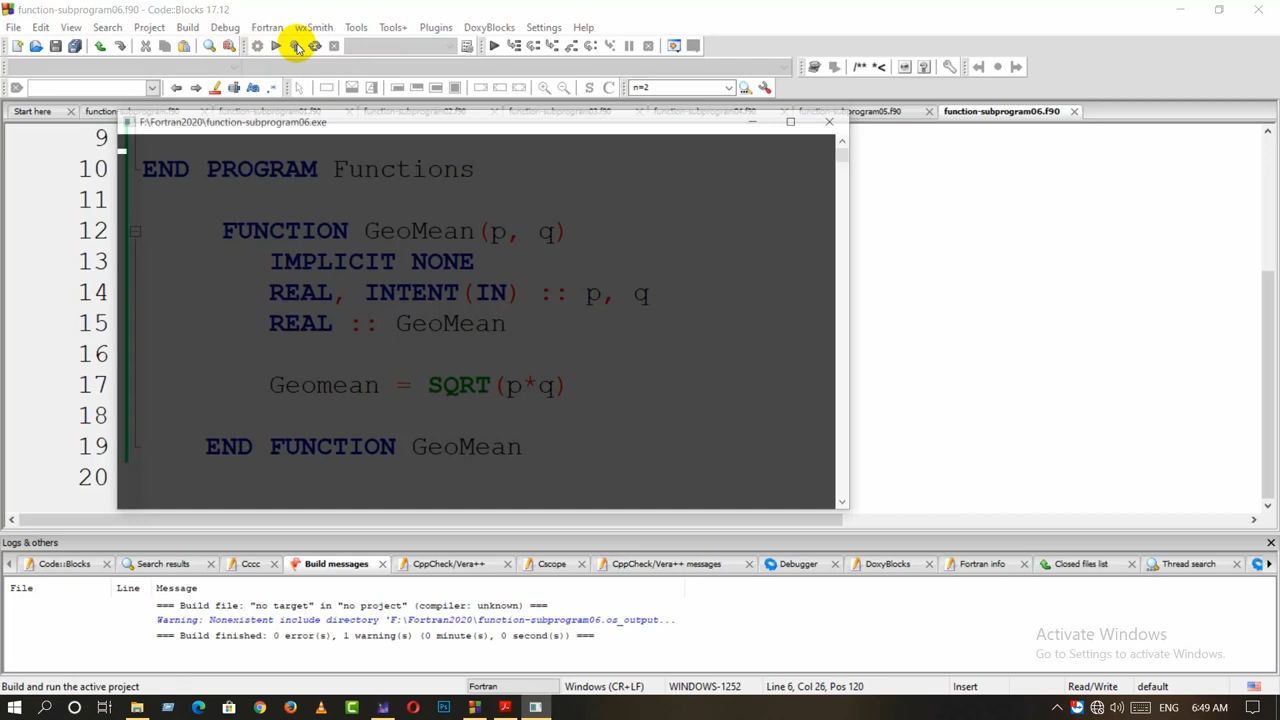 function-subprogram06.f90 - Code::Blocks 17.12
File Edit View Search Project Build Debug Fortran wxSmith Tools Tools+ Plugins DoxyBlocks Settings Help
/** *<
n=2
Start here function-subprogram06.f90
F:\Fortran2020\function-subprogram06.exe
9
10 END PROGRAM Functions
11
12 FUNCTION GeoMean(p, q)
13 IMPLICIT NONE
14 REAL, INTENT(IN) :: p, q
15 REAL :: GeoMean
16
17 Geomean = SQRT(p*q)
18
19 END FUNCTION GeoMean
20
Logs & others
Code::Blocks Search results Cccc Build messages CppCheck/Vera++ Cscope CppCheck/Vera++ messages Debugger DoxyBlocks Fortran info Closed files list Thread search
File Line Message
=== Build file: "no target" in "no project" (compiler: unknown) ===
Warning: Nonexistent include directory 'F:\Fortran2020\function-subprogram06.os_output...
=== Build finished: 0 error(s), 1 warning(s) (0 minute(s), 0 second(s)) ===
Activate Windows
Go to Settings to activate Windows.
Build and run the active project Fortran Windows (CR+LF) WINDOWS-1252 Line 6, Col 26, Pos 120 Insert Read/Write default
ENG 6:49 AM